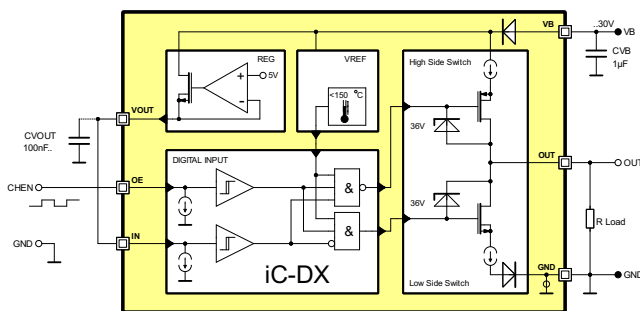 VB
..30V
VB
REG
5V
VREF
<150 °C
High Side Switch
CVB
1µF
+
-
VOUT
CVOUT
100nF..
36V
DIGITAL INPUT
OUT
OUT
CHEN
OE
&
36V
IN
&
R Load
GND
iC-DX
Low Side Switch
GND
GND